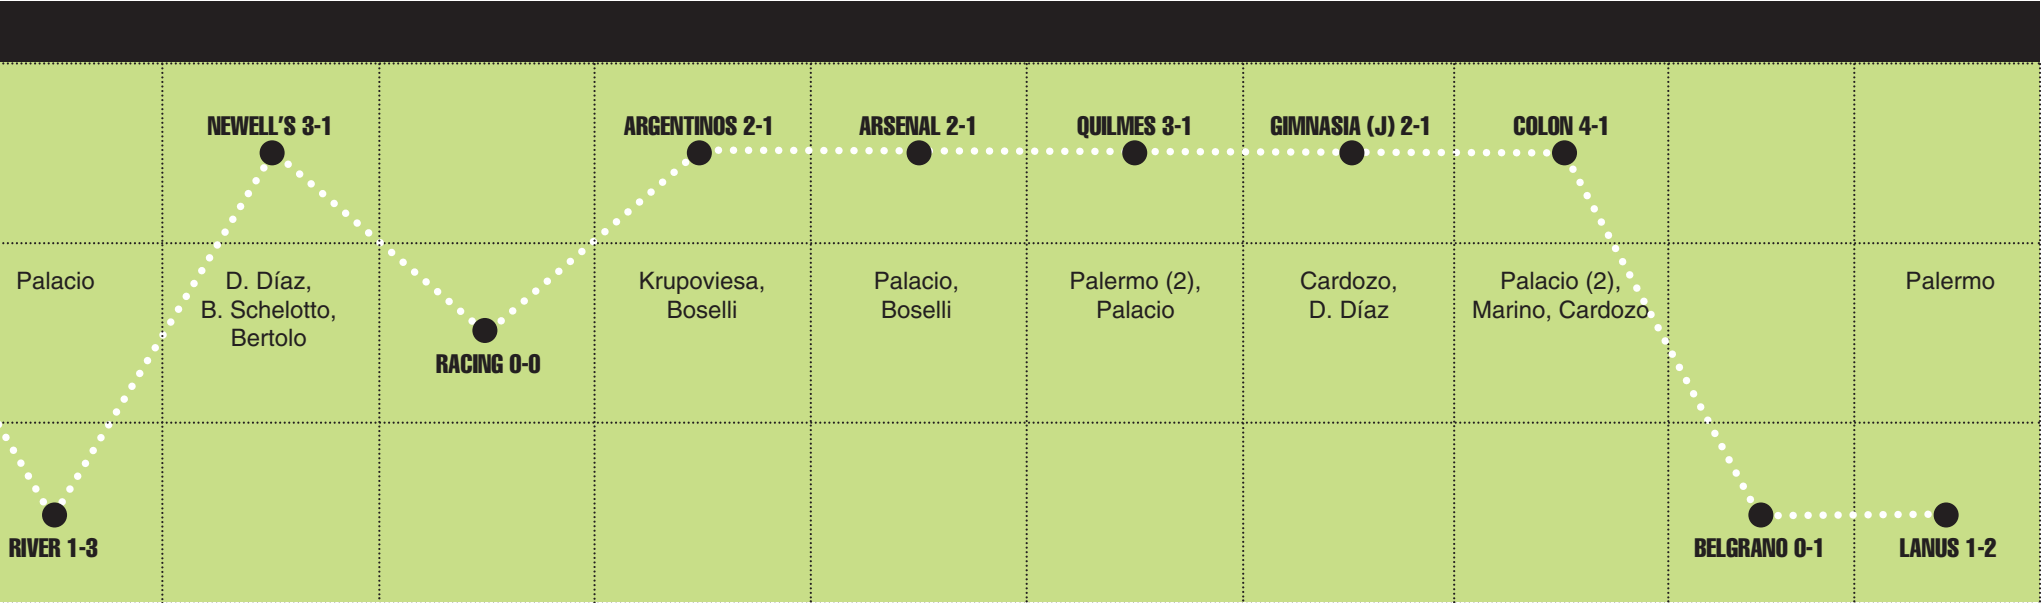 NEWELL'S 3-1
ARGENTINOS 2-1
ARSENAL 2-1
QUILMES 3-1
GIMNASIA (J) 2-1
COLON 4-1
Palacio
D. Díaz,
B. Schelotto,
Bertolo
Krupoviesa,
Boselli
Palacio,
Boselli
Palermo (2),
Palacio
Cardozo,
D. Díaz
Palacio (2),
Marino, Cardozo
Palermo
RACING 0-0
RIVER 1-3
BELGRANO 0-1
LANUS 1-2